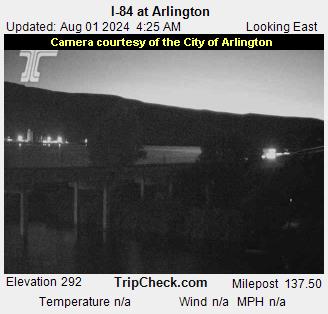 I-84 at Arlington
Updated: Aug 01 2024 4:25 AM Looking East
Camera courtesy of the City of Arlington
Elevation 292 TripCheck.com Milepost 137.50
Temperature n/a Wind n/a MPH n/a